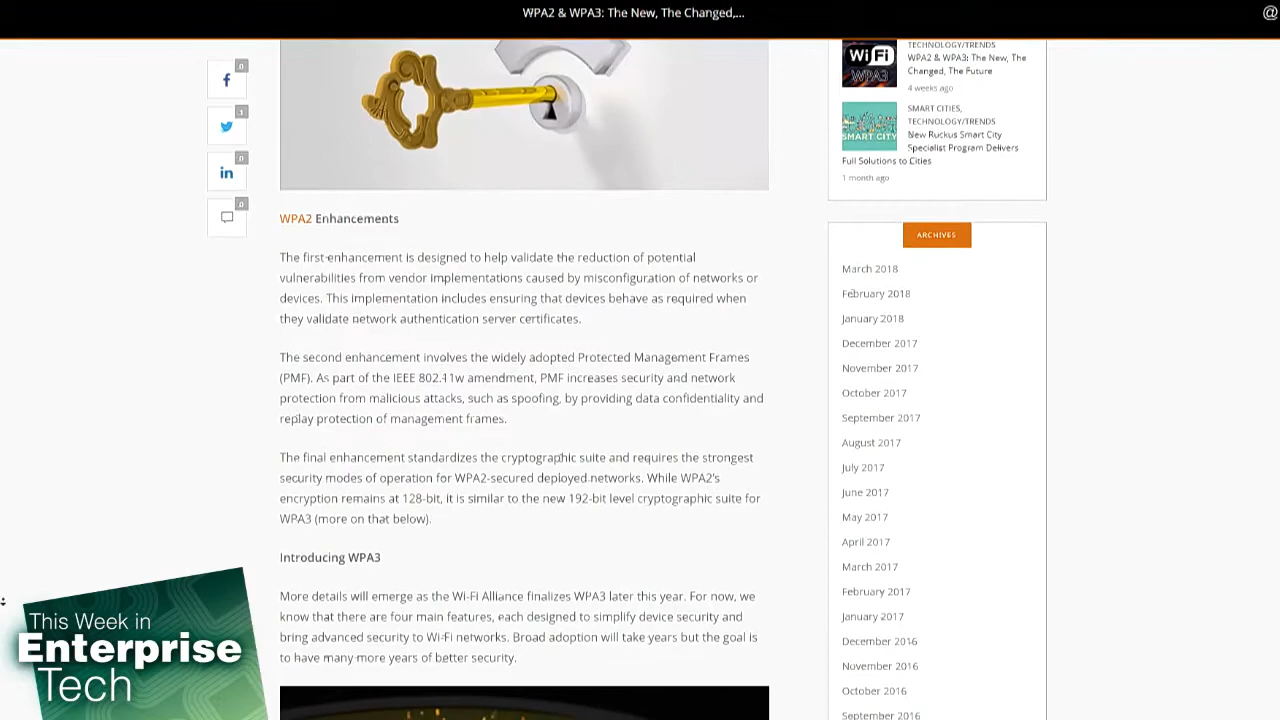 WPA2 & WPA3: The New, The Changed,...
@
0
1
0
0
WiFi
WPA3
TECHNOLOGY/TRENDS
WPA2 & WPA3: The New, The
Changed, The Future
4 weeks ago
SMART CITY
SMART CITIES,
TECHNOLOGY/TRENDS
New Ruckus Smart City
Specialist Program Delivers
Full Solutions to Cities
1 month ago
WPA2 Enhancements
The first enhancement is designed to help validate the reduction of potential
vulnerabilities from vendor implementations caused by misconfiguration of networks or
devices. This implementation includes ensuring that devices behave as required when
they validate network authentication server certificates.
The second enhancement involves the widely adopted Protected Management Frames
(PMF). As part of the IEEE 802.11w amendment, PMF increases security and network
protection from malicious attacks, such as spoofing, by providing data confidentiality and
replay protection of management frames.
The final enhancement standardizes the cryptographic suite and requires the strongest
security modes of operation for WPA2-secured deployed networks. While WPA2's
encryption remains at 128-bit, it is similar to the new 192-bit level cryptographic suite for
WPA3 (more on that below).
Introducing WPA3
More details will emerge as the Wi-Fi Alliance finalizes WPA3 later this year. For now, we
know that there are four main features, each designed to simplify device security and
bring advanced security to Wi-Fi networks. Broad adoption will take years but the goal is
to have many more years of better security.
ARCHIVES
March 2018
February 2018
January 2018
December 2017
November 2017
October 2017
September 2017
August 2017
July 2017
June 2017
May 2017
April 2017
March 2017
February 2017
January 2017
December 2016
November 2016
October 2016
September 2016
This Week in
Enterprise
Tech